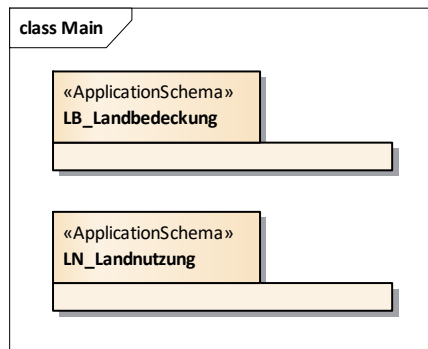 class Main
«ApplicationSchema»
LB_Landbedeckung
«ApplicationSchema»
LN_Landnutzung